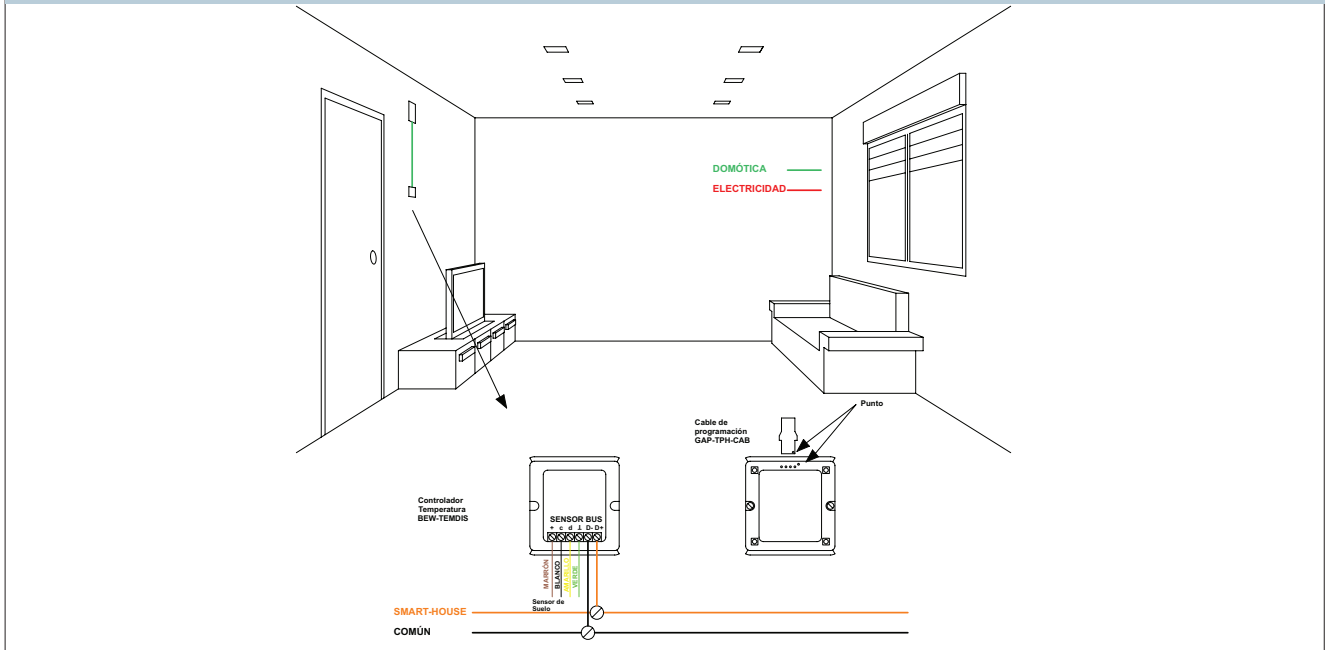 DOMÓTICA
ELECTRICIDAD
Punto
Cable de
programación
GAP-TPH-CAB
Controlador
Temperatura
BEW-TEMDIS
SENSOR BUS
+ c d ⊥ D- D+
MARRÓN
BLANCO
AMARILLO
VERDE
Sensor de
Suelo
SMART-HOUSE
COMÚN